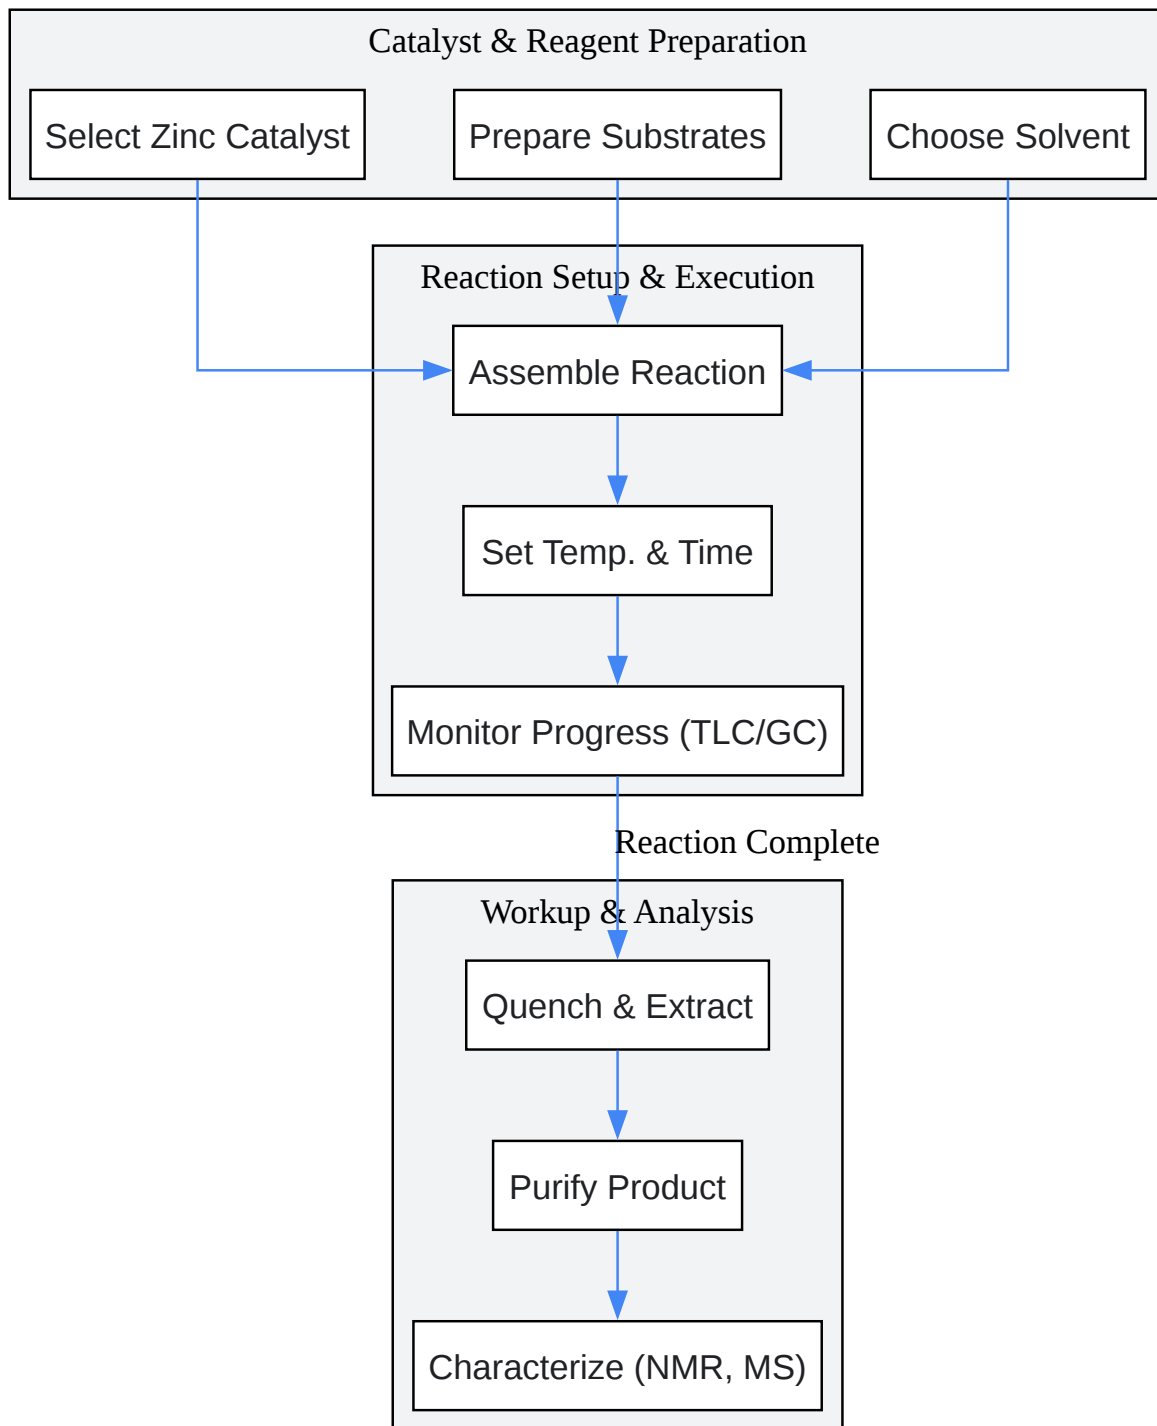 Catalyst & Reagent Preparation
Select Zinc Catalyst
Prepare Substrates
Choose Solvent
Reaction Setup & Execution
Assemble Reaction
Set Temp. & Time
Monitor Progress (TLC/GC)
Reaction Complete
Workup & Analysis
Quench & Extract
Purify Product
Characterize (NMR, MS)